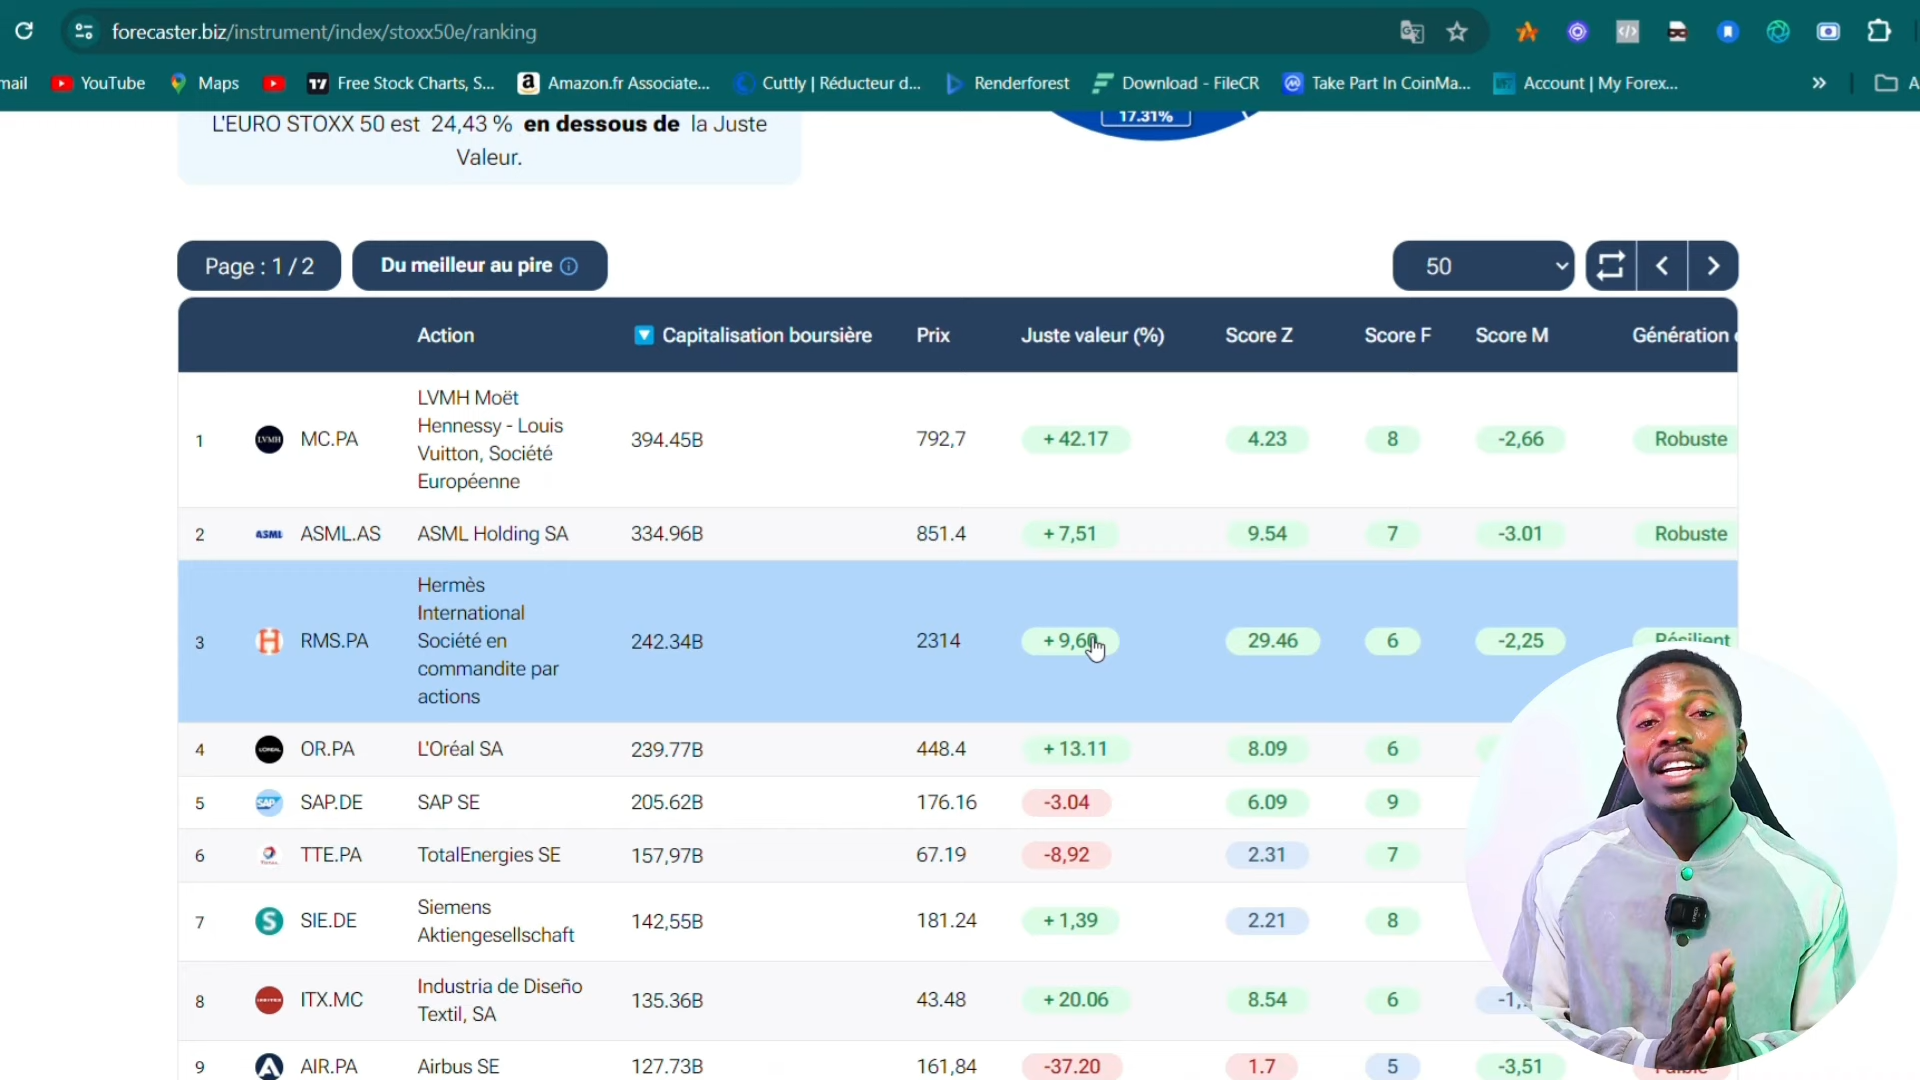 forecaster.biz/instrument/index/stoxx50e/ranking
mail YouTube Maps Free Stock Charts, S... Amazon.fr Associate... Cuttly | Réducteur d... Renderforest Download - FileCR Take Part In CoinMa... Account | My Forex... »
L'EURO STOXX 50 est 24,43 % en dessous de la Juste
Valeur.
17.31%
Page : 1 / 2 Du meilleur au pire 50
Action Capitalisation boursière Prix Juste valeur (%) Score Z Score F Score M Génération
1 LVMH MC.PA LVMH Moët
Hennessy - Louis
Vuitton, Société
Européenne 394.45B 792,7 + 42.17 4.23 8 -2,66 Robuste
2 ASML ASML.AS ASML Holding SA 334.96B 851.4 + 7,51 9.54 7 -3.01 Robuste
3 H RMS.PA Hermès
International
Société en
commandite par
actions 242.34B 2314 + 9,60 29.46 6 -2,25 Résilient
4 OR.PA L'Oréal SA 239.77B 448.4 + 13.11 8.09 6
5 SAP SAP.DE SAP SE 205.62B 176.16 -3.04 6.09 9
6 TTE.PA TotalEnergies SE 157,97B 67.19 -8,92 2.31 7
7 S SIE.DE Siemens
Aktiengesellschaft 142,55B 181.24 + 1,39 2.21 8
8 ITX.MC Industria de Diseño
Textil, SA 135.36B 43.48 + 20.06 8.54 6
9 AIR.PA Airbus SE 127.73B 161,84 -37.20 1.7 5 -3,51 Faible